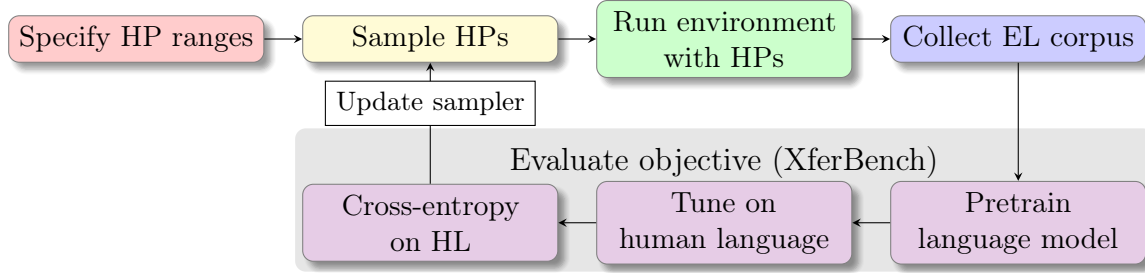 Specify HP ranges
Sample HPs
Run environment
with HPs
Collect EL corpus
Update sampler
Evaluate objective (XferBench)
Cross-entropy
on HL
Tune on
human language
Pretrain
language model